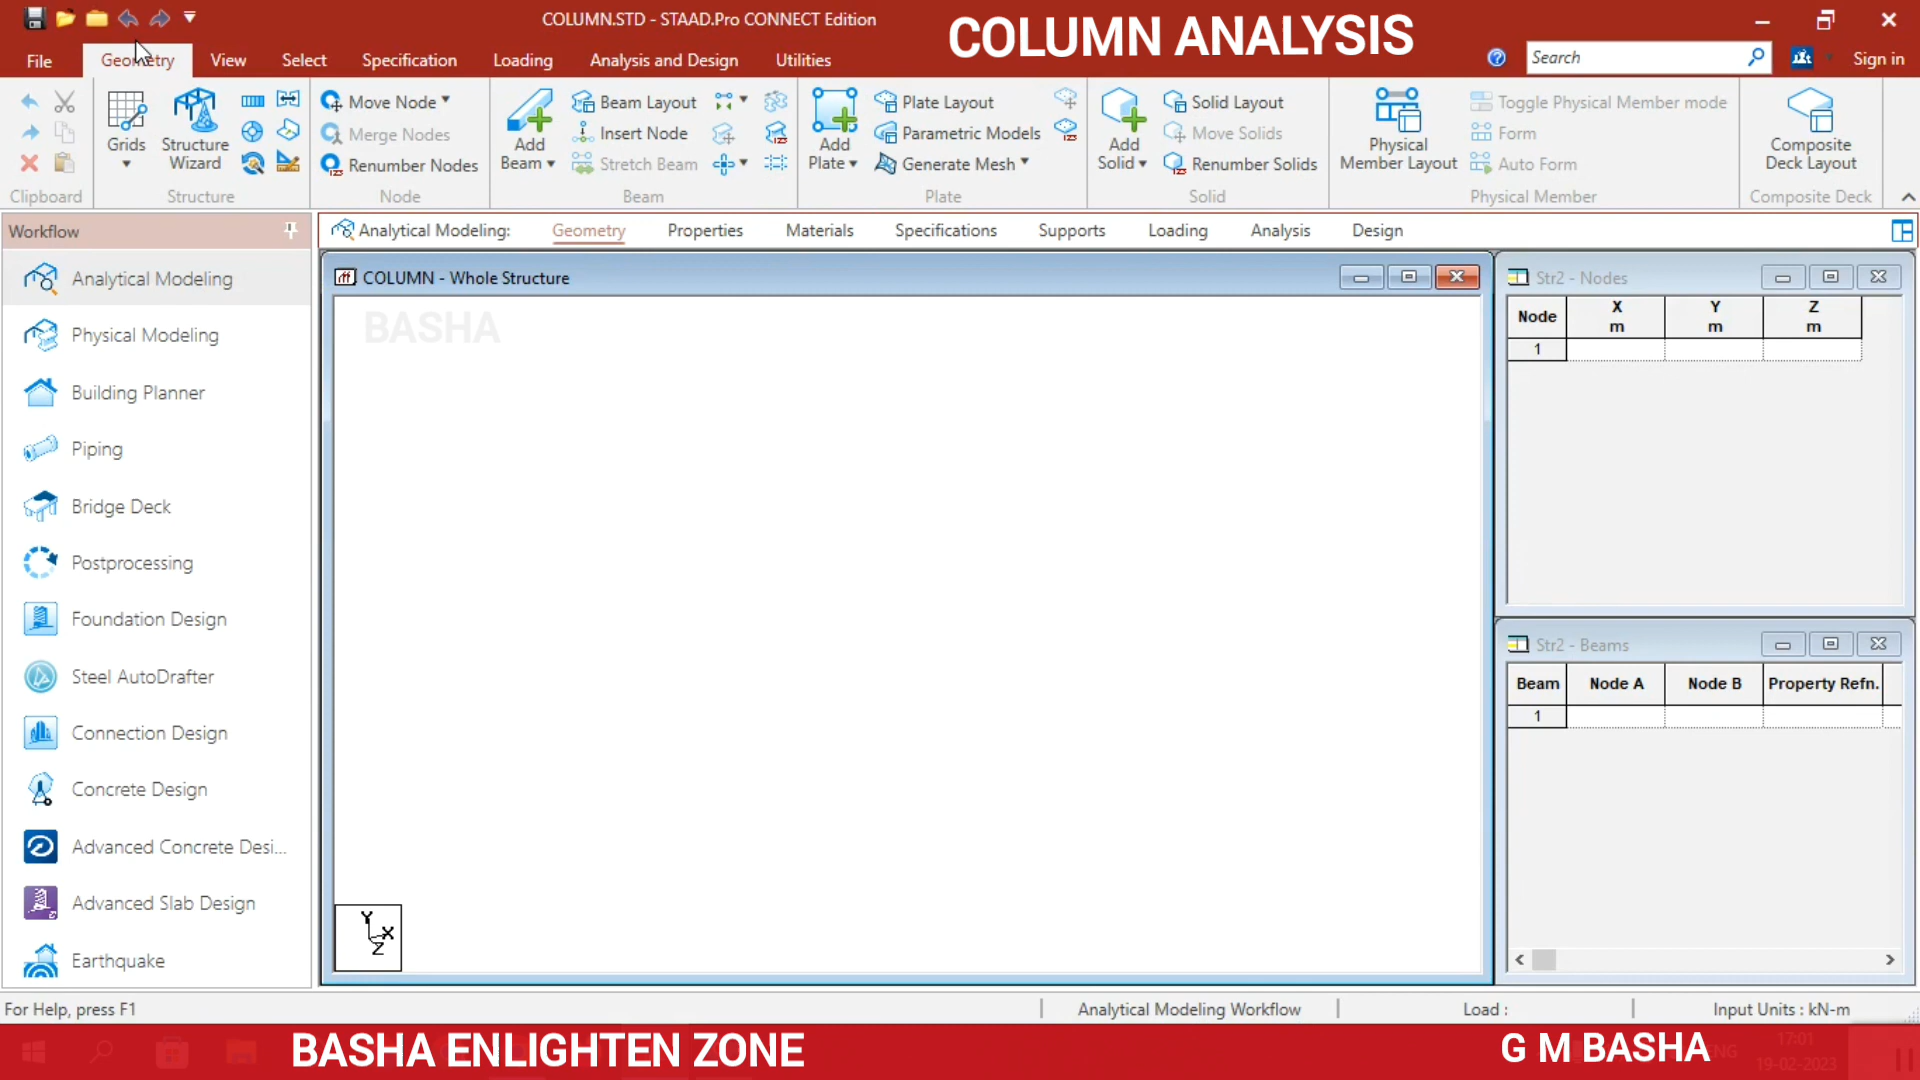 COLUMN.STD - STAAD.Pro CONNECT Edition
COLUMN ANALYSIS
File
Geometry
View
Select
Specification
Loading
Analysis and Design
Utilities
Search
Sign in
Clipboard
Grids
Structure Wizard
Structure
Move Node
Merge Nodes
Renumber Nodes
Node
Add Beam
Beam Layout
Insert Node
Stretch Beam
Beam
Add Plate
Plate Layout
Parametric Models
Generate Mesh
Plate
Add Solid
Solid Layout
Move Solids
Renumber Solids
Solid
Physical Member Layout
Toggle Physical Member mode
Form
Auto Form
Physical Member
Composite Deck Layout
Composite Deck
Workflow
Analytical Modeling
Physical Modeling
Building Planner
Piping
Bridge Deck
Postprocessing
Foundation Design
Steel AutoDrafter
Connection Design
Concrete Design
Advanced Concrete Desi...
Advanced Slab Design
Earthquake
Analytical Modeling: Geometry Properties Materials Specifications Supports Loading Analysis Design
COLUMN - Whole Structure
BASHA
Y
X
Z
Str2 - Nodes
Node X m Y m Z m
1
Str2 - Beams
Beam Node A Node B Property Refn.
1
For Help, press F1
Analytical Modeling Workflow
Load :
Input Units : kN-m
BASHA ENLIGHTEN ZONE
G M BASHA
17:01
19-02-2023